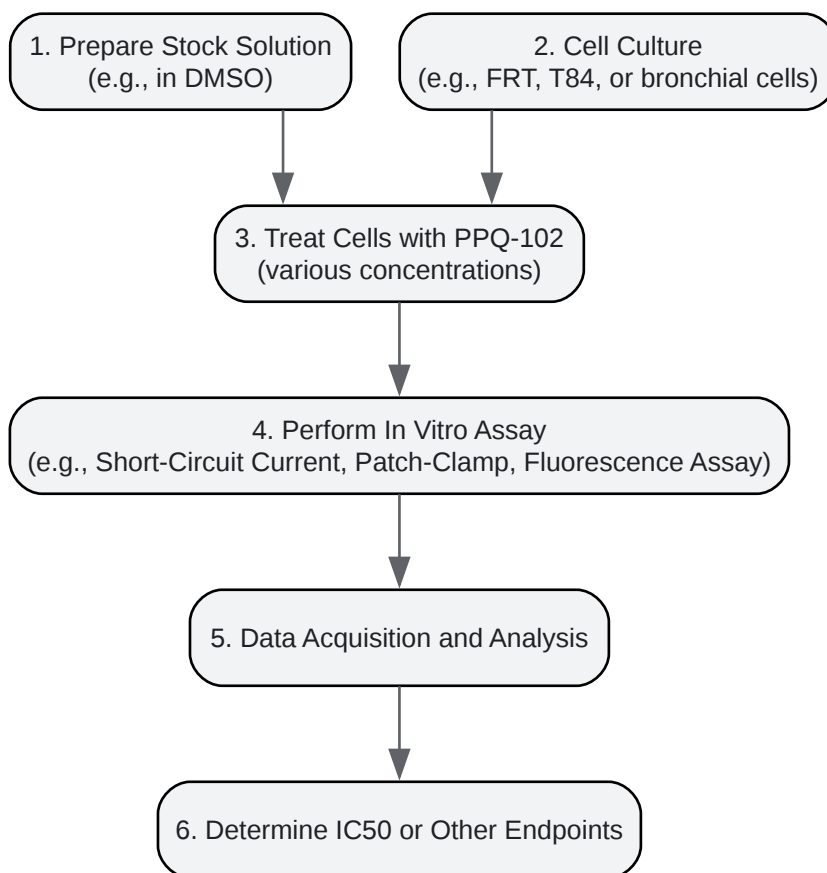 1. Prepare Stock Solution
(e.g., in DMSO)
2. Cell Culture
(e.g., FRT, T84, or bronchial cells)
3. Treat Cells with PPQ-102
(various concentrations)
4. Perform In Vitro Assay
(e.g., Short-Circuit Current, Patch-Clamp, Fluorescence Assay)
5. Data Acquisition and Analysis
6. Determine IC50 or Other Endpoints